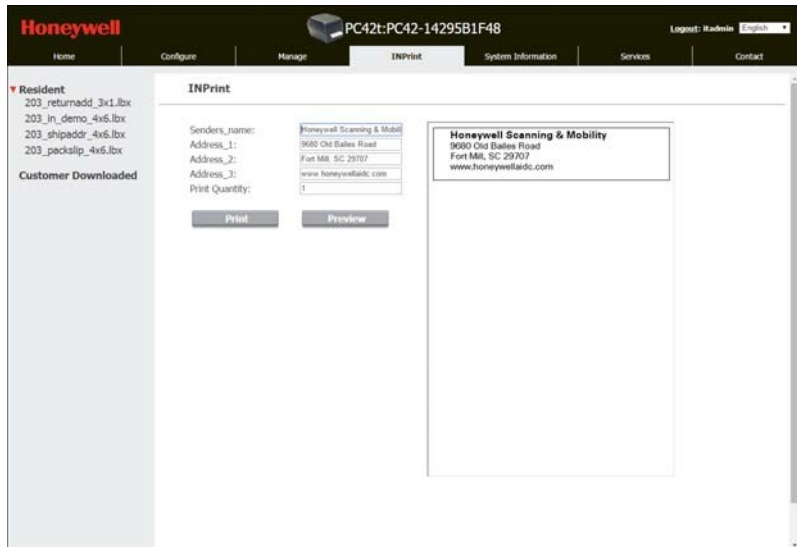 Honeywell
PC42t:PC42-14295B1F48
Logout: itadmin English
Home Configure Manage INPrint System Information Services Contact
Resident
203_returnadd_3x1.lbx
203_in_demo_4x6.lbx
203_shipaddr_4x6.lbx
203_packslip_4x6.lbx
Customer Downloaded
INPrint
Senders_name: Honeywell Scanning & Mobili
Address_1: 9680 Old Bailes Road
Address_2: Fort Mill, SC 29707
Address_3: www.honeywellaidc.com
Print Quantity: 1
Print Preview
Honeywell Scanning & Mobility
9680 Old Bailes Road
Fort Mill, SC 29707
www.honeywellaidc.com